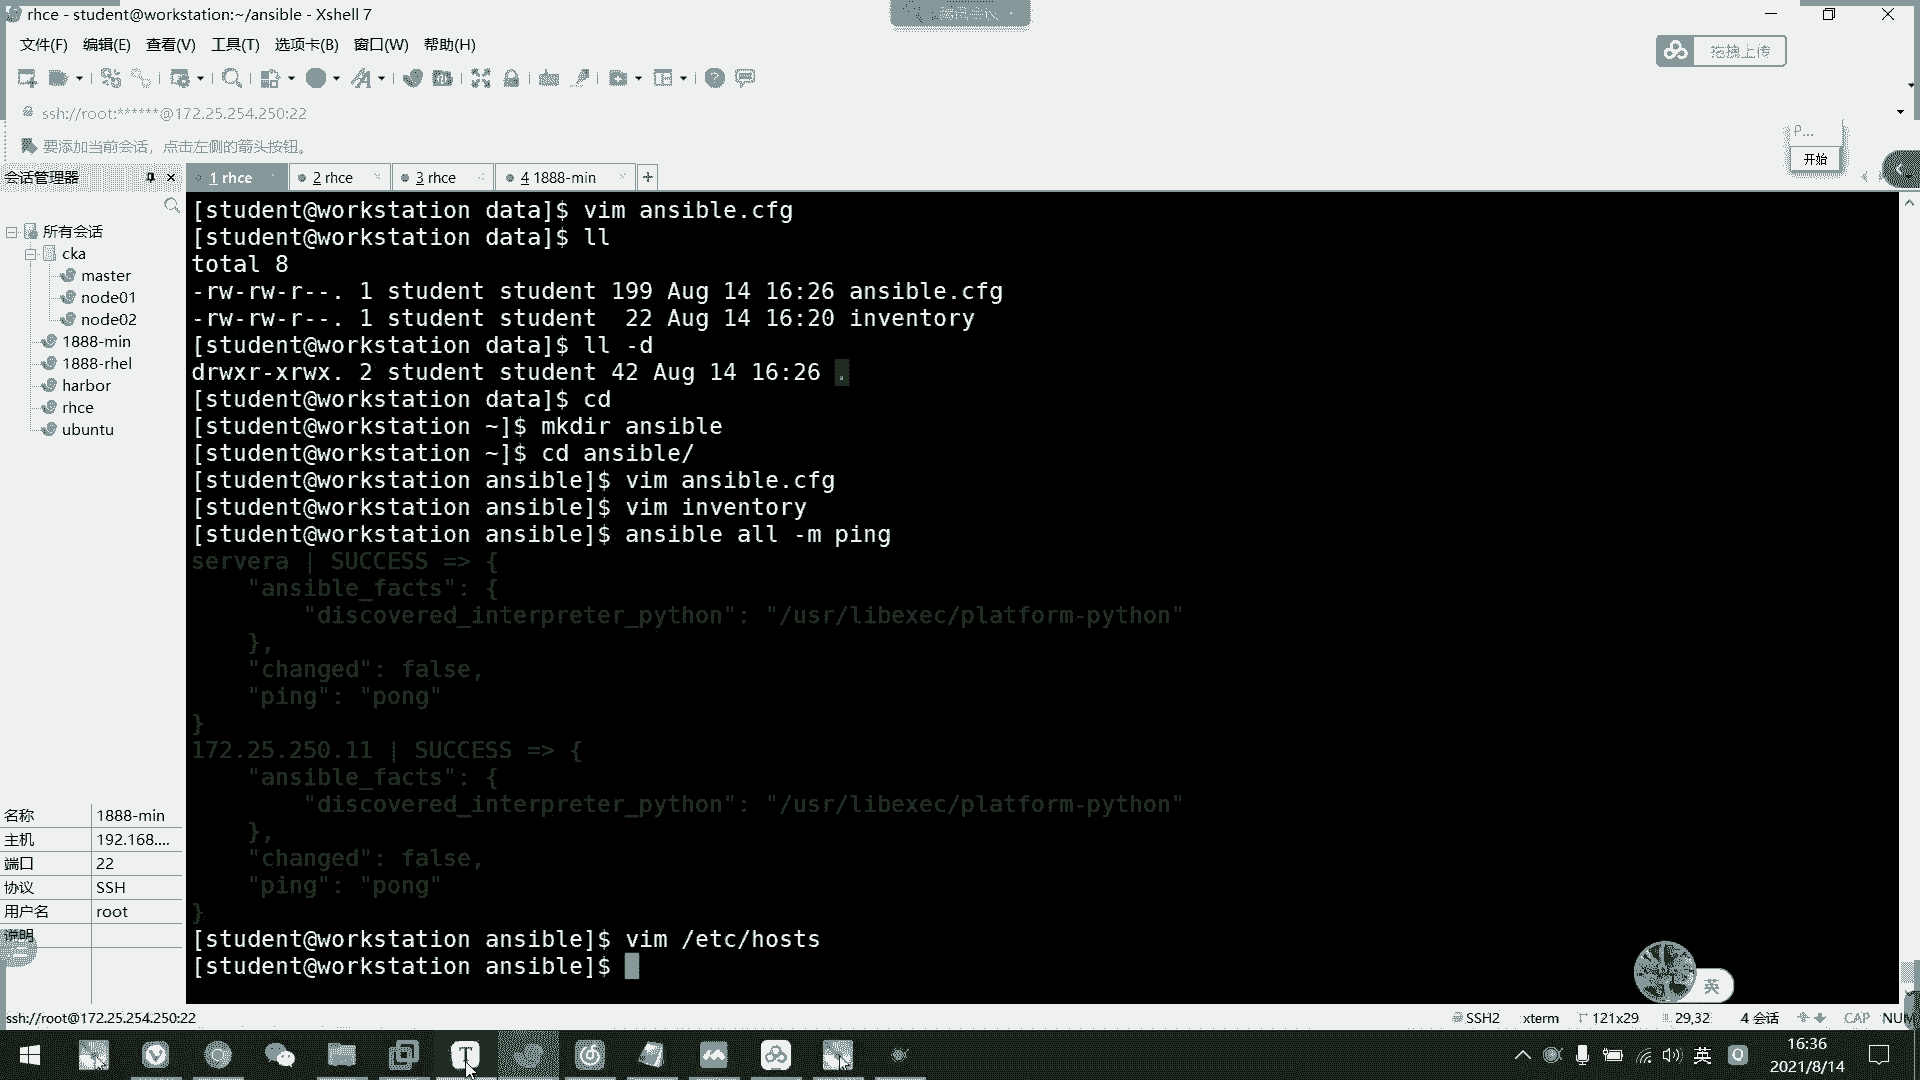 rhce - student@workstation:~/ansible - Xshell 7
文件(F) 编辑(E) 查看(V) 工具(T) 选项卡(B) 窗口(W) 帮助(H)
拖拽上传
ssh://root:******@172.25.254.250:22
要添加当前会话，点击左侧的箭头按钮。
P...
开始
会话管理器
1 rhce
2 rhce
3 rhce
4 1888-min
所有会话
cka
master
node01
node02
1888-min
1888-rhel
harbor
rhce
ubuntu
名称 1888-min
主机 192.168....
端口 22
协议 SSH
用户名 root
说明
[student@workstation data]$ vim ansible.cfg
[student@workstation data]$ ll
total 8
-rw-rw-r--. 1 student student 199 Aug 14 16:26 ansible.cfg
-rw-rw-r--. 1 student student  22 Aug 14 16:20 inventory
[student@workstation data]$ ll -d
drwxr-xrwx. 2 student student 42 Aug 14 16:26 .
[student@workstation data]$ cd
[student@workstation ~]$ mkdir ansible
[student@workstation ~]$ cd ansible/
[student@workstation ansible]$ vim ansible.cfg
[student@workstation ansible]$ vim inventory
[student@workstation ansible]$ ansible all -m ping
servera | SUCCESS => {
    "ansible_facts": {
        "discovered_interpreter_python": "/usr/libexec/platform-python"
    },
    "changed": false,
    "ping": "pong"
}
172.25.250.11 | SUCCESS => {
    "ansible_facts": {
        "discovered_interpreter_python": "/usr/libexec/platform-python"
    },
    "changed": false,
    "ping": "pong"
}
[student@workstation ansible]$ vim /etc/hosts
[student@workstation ansible]$
英
ssh://root@172.25.254.250:22
SSH2 xterm 121x29 29,32 4 会话 CAP NUM
英
16:36
2021/8/14